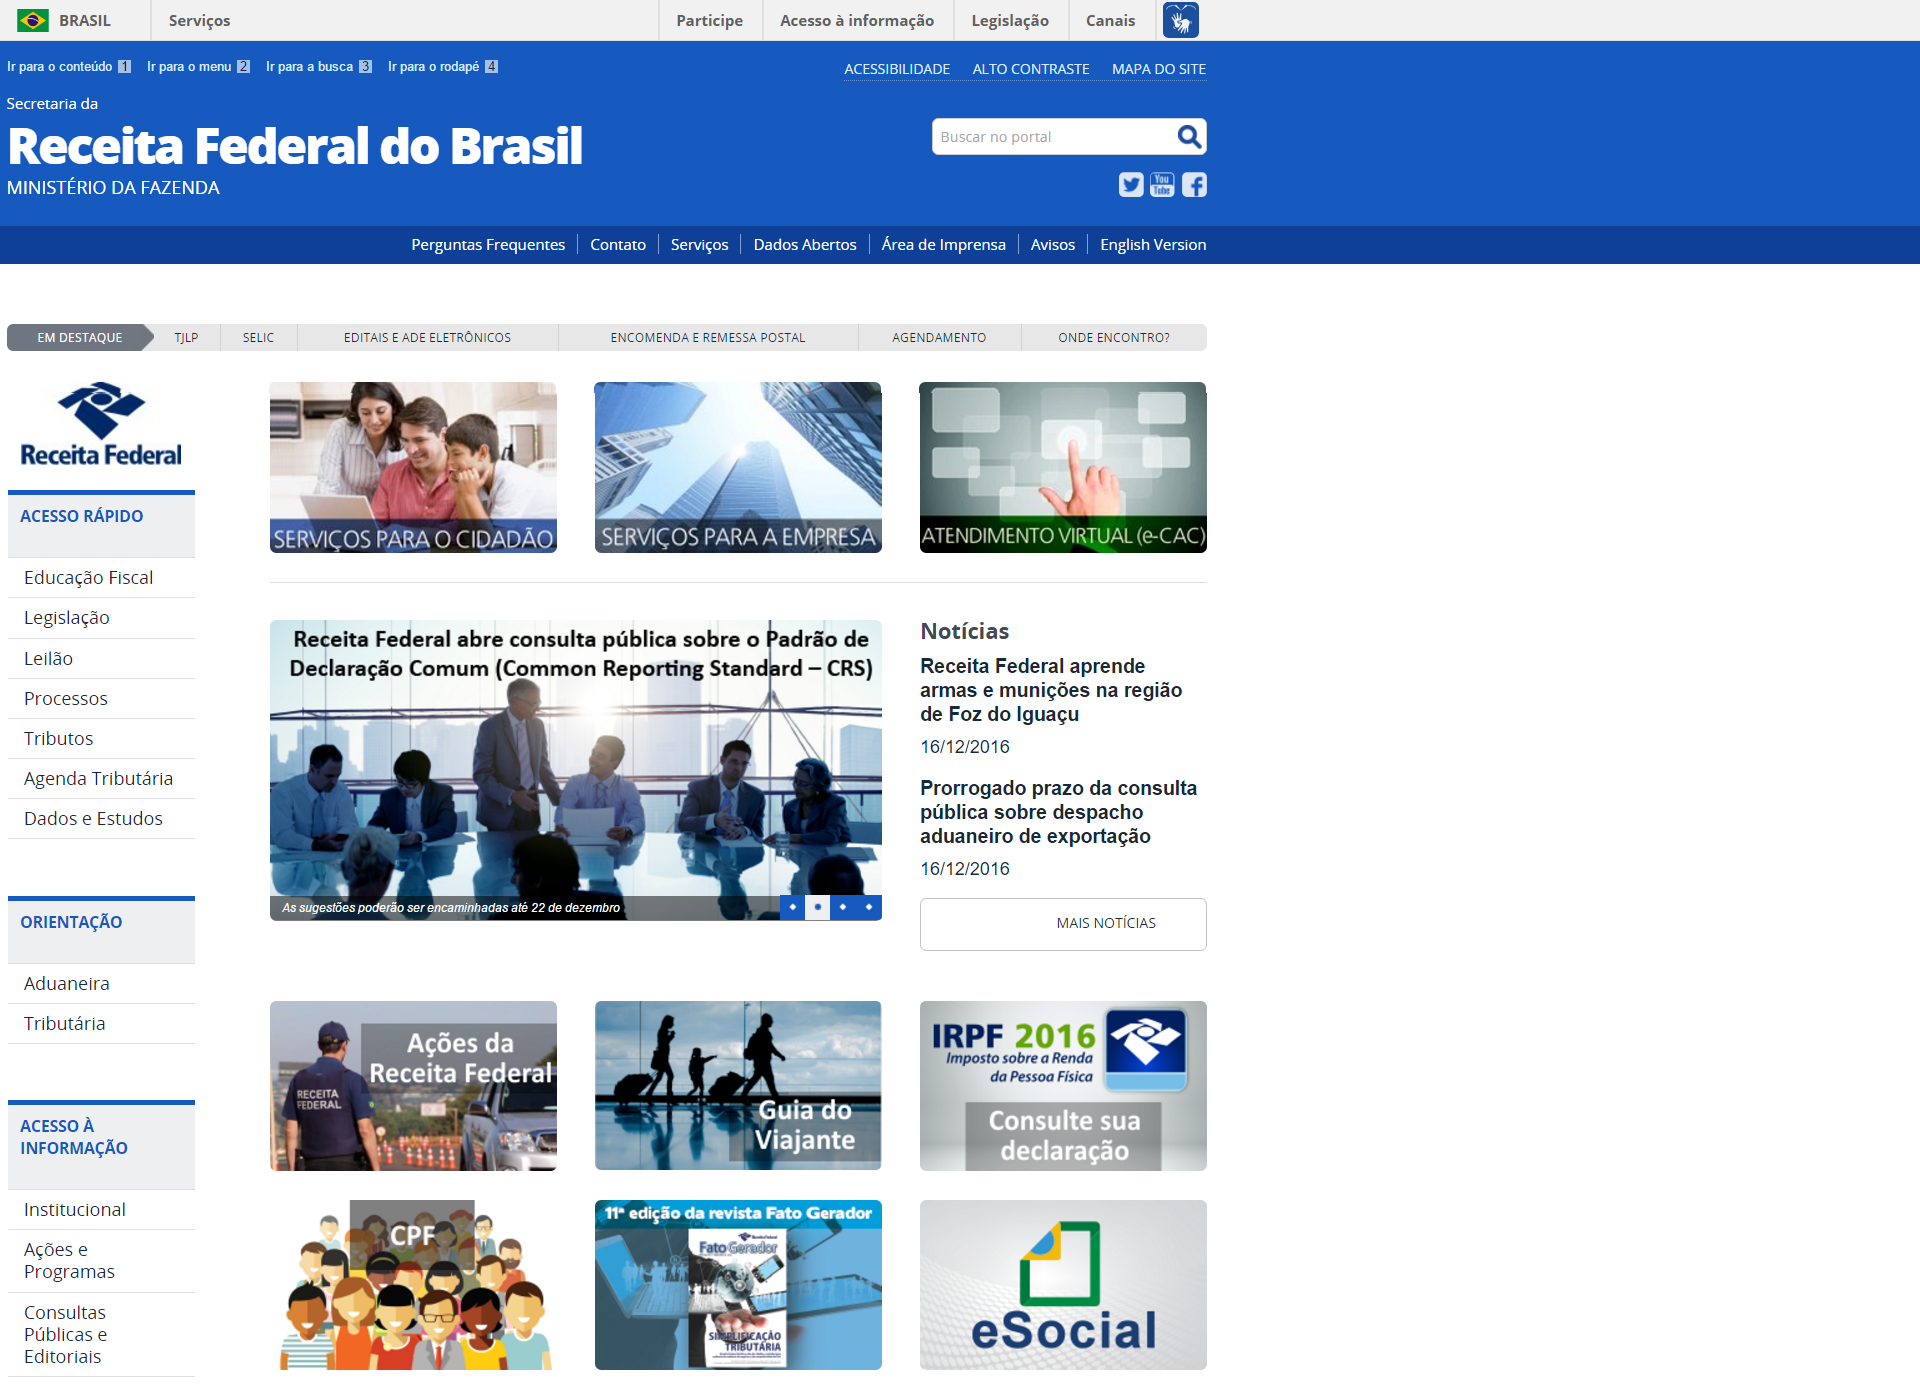 BRASIL
Serviços
Participe
Acesso à informação
Legislação
Canais
Ir para o conteúdo 1
Ir para o menu 2
Ir para a busca 3
Ir para o rodapé 4
ACESSIBILIDADE
ALTO CONTRASTE
MAPA DO SITE
Secretaria da
Receita Federal do Brasil
MINISTÉRIO DA FAZENDA
Buscar no portal
You
Tube
Perguntas Frequentes
Contato
Serviços
Dados Abertos
Área de Imprensa
Avisos
English Version
EM DESTAQUE
TJLP
SELIC
EDITAIS E ADE ELETRÔNICOS
ENCOMENDA E REMESSA POSTAL
AGENDAMENTO
ONDE ENCONTRO?
Receita Federal
ACESSO RÁPIDO
Educação Fiscal
Legislação
Leilão
Processos
Tributos
Agenda Tributária
Dados e Estudos
ORIENTAÇÃO
Aduaneira
Tributária
ACESSO À
INFORMAÇÃO
Institucional
Ações e
Programas
Consultas
Públicas e
Editoriais
SERVIÇOS PARA O CIDADÃO
SERVIÇOS PARA A EMPRESA
ATENDIMENTO VIRTUAL (e-CAC)
Receita Federal abre consulta pública sobre o Padrão de
Declaração Comum (Common Reporting Standard – CRS)
As sugestões poderão ser encaminhadas até 22 de dezembro
Notícias
Receita Federal aprende
armas e munições na região
de Foz do Iguaçu
16/12/2016
Prorrogado prazo da consulta
pública sobre despacho
aduaneiro de exportação
16/12/2016
MAIS NOTÍCIAS
Ações da
Receita Federal
RECEITA
FEDERAL
Guia do
Viajante
IRPF 2016
Imposto sobre a Renda
da Pessoa Física
Consulte sua
declaração
CPF
11ª edição da revista Fato Gerador
Fato Gerador
SIMPLIFICAÇÃO
TRIBUTÁRIA
eSocial